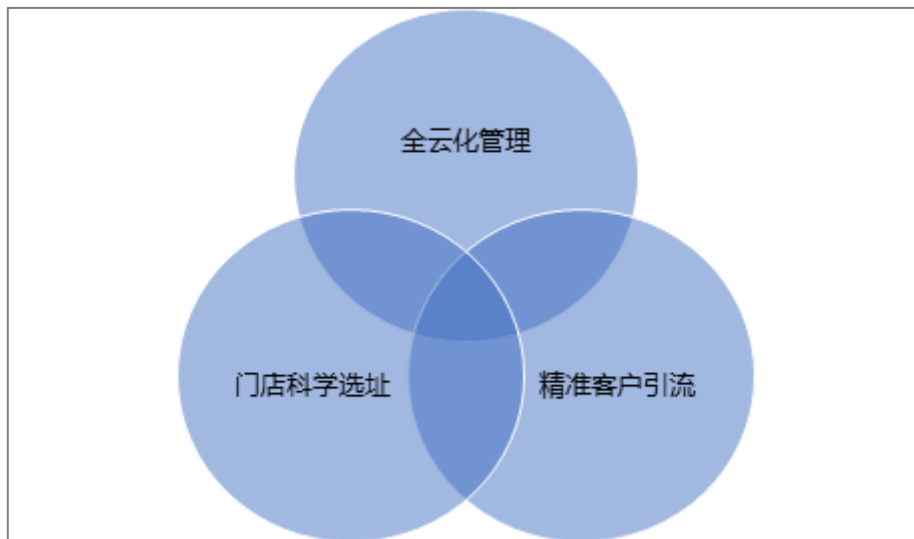 全云化管理
门店科学选址
精准客户引流